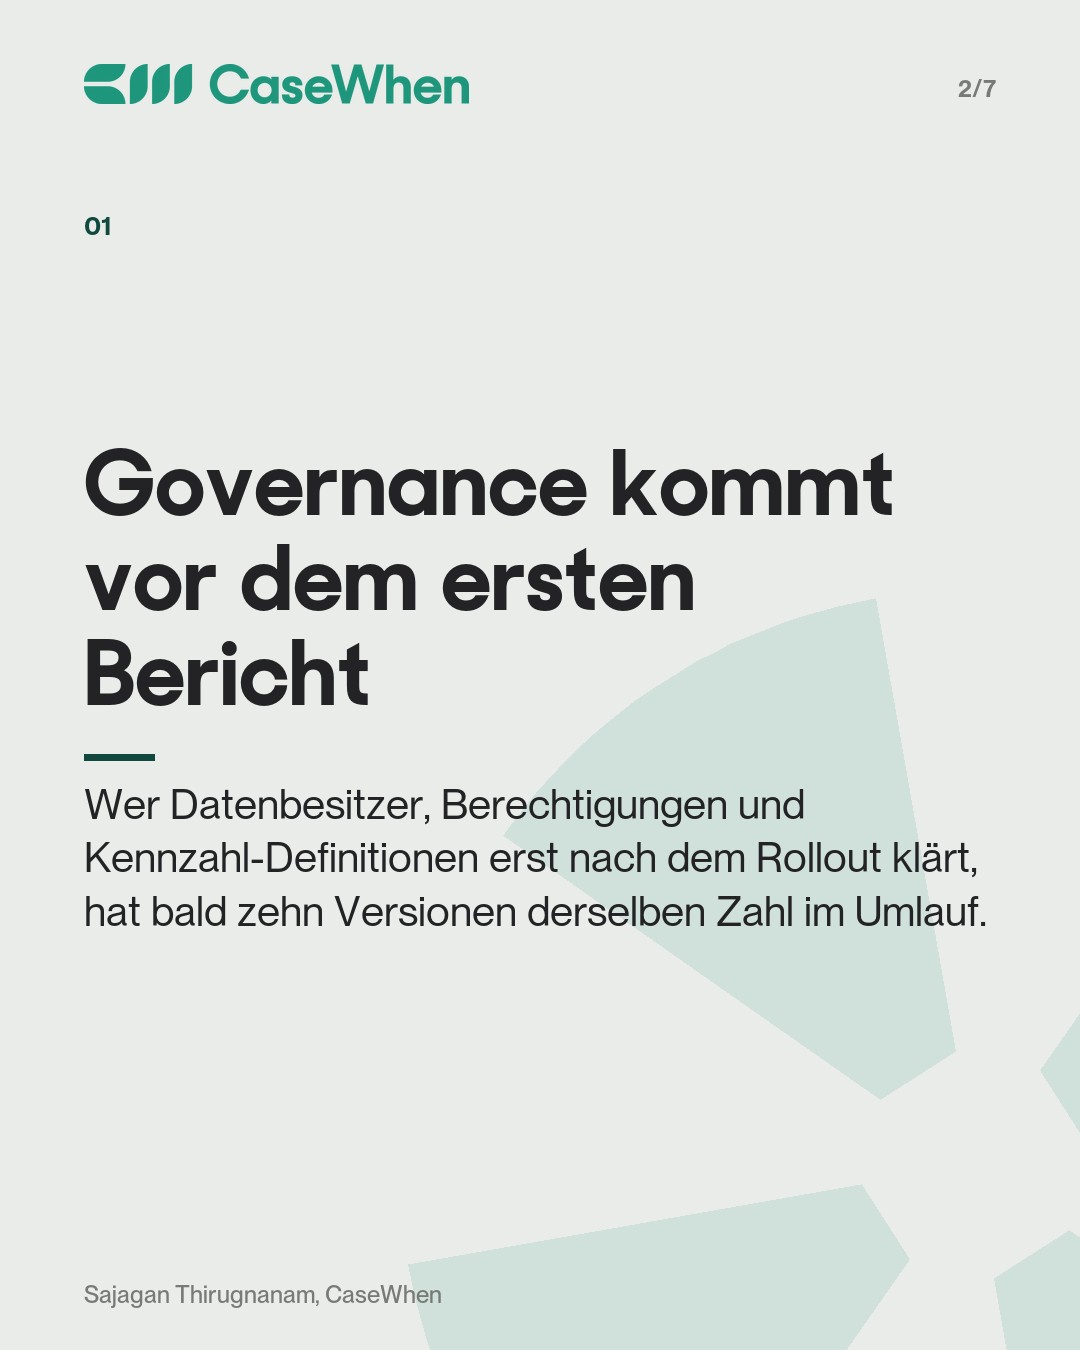 CaseWhen
2/7
01
Governance kommt
vor dem ersten
Bericht
Wer Datenbesitzer, Berechtigungen und
Kennzahl-Definitionen erst nach dem Rollout klärt,
hat bald zehn Versionen derselben Zahl im Umlauf.
Sajagan Thirugnanam, CaseWhen